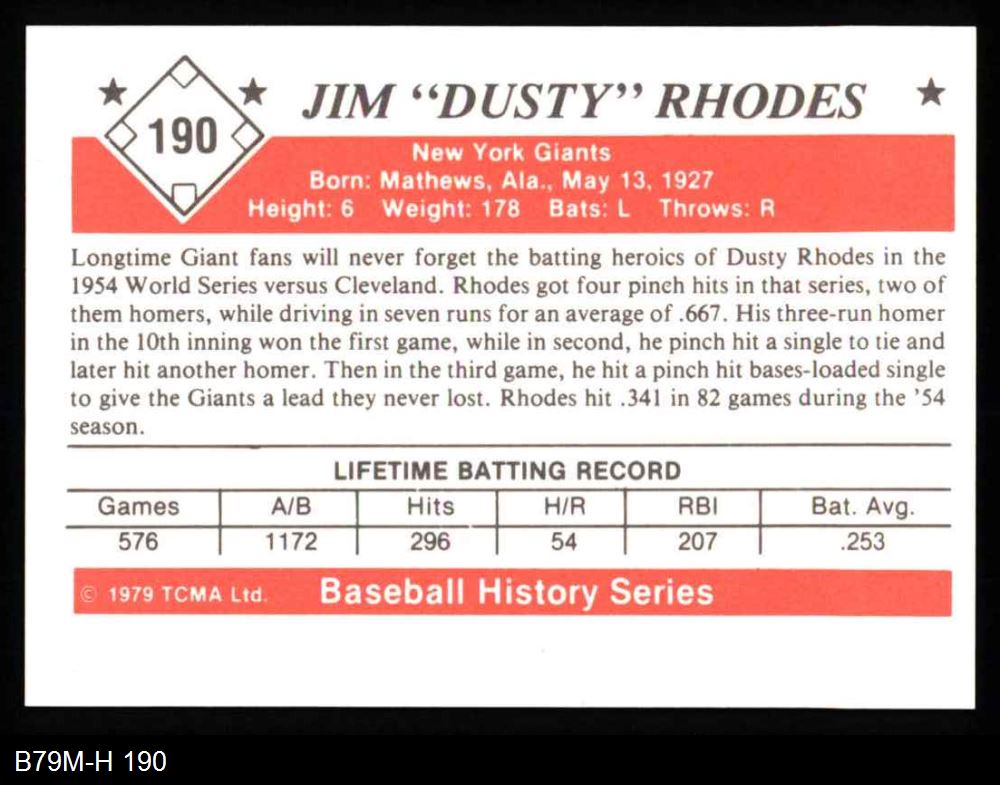 190
JIM “DUSTY” RHODES
New York Giants
Born: Mathews, Ala., May 13, 1927
Height: 6 Weight: 178 Bats: L Throws: R
Longtime Giant fans will never forget the batting heroics of Dusty Rhodes in the
1954 World Series versus Cleveland. Rhodes got four pinch hits in that series, two of
them homers, while driving in seven runs for an average of .667. His three-run homer
in the 10th inning won the first game, while in second, he pinch hit a single to tie and
later hit another homer. Then in the third game, he hit a pinch hit bases-loaded single
to give the Giants a lead they never lost. Rhodes hit .341 in 82 games during the ’54
season.
LIFETIME BATTING RECORD
Games A/B Hits H/R RBI Bat. Avg.
576 1172 296 54 207 .253
© 1979 TCMA Ltd. Baseball History Series
B79M-H 190